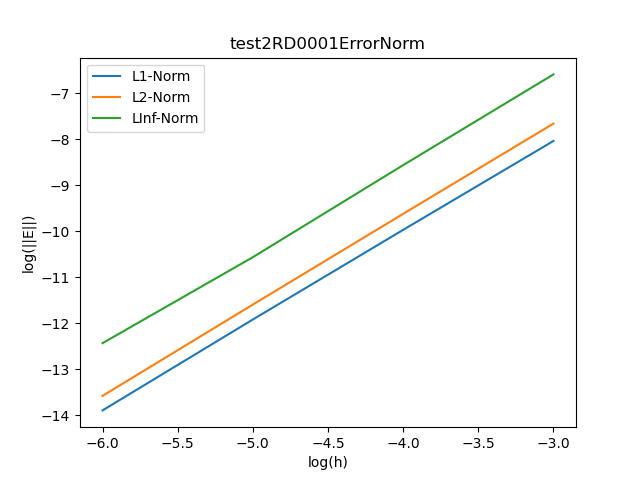 test2RD0001ErrorNorm
L1-Norm
L2-Norm
LInf-Norm
log(||E||)
−7
−8
−9
−10
−11
−12
−13
−14
−6.0 −5.5 −5.0 −4.5 −4.0 −3.5 −3.0
log(h)